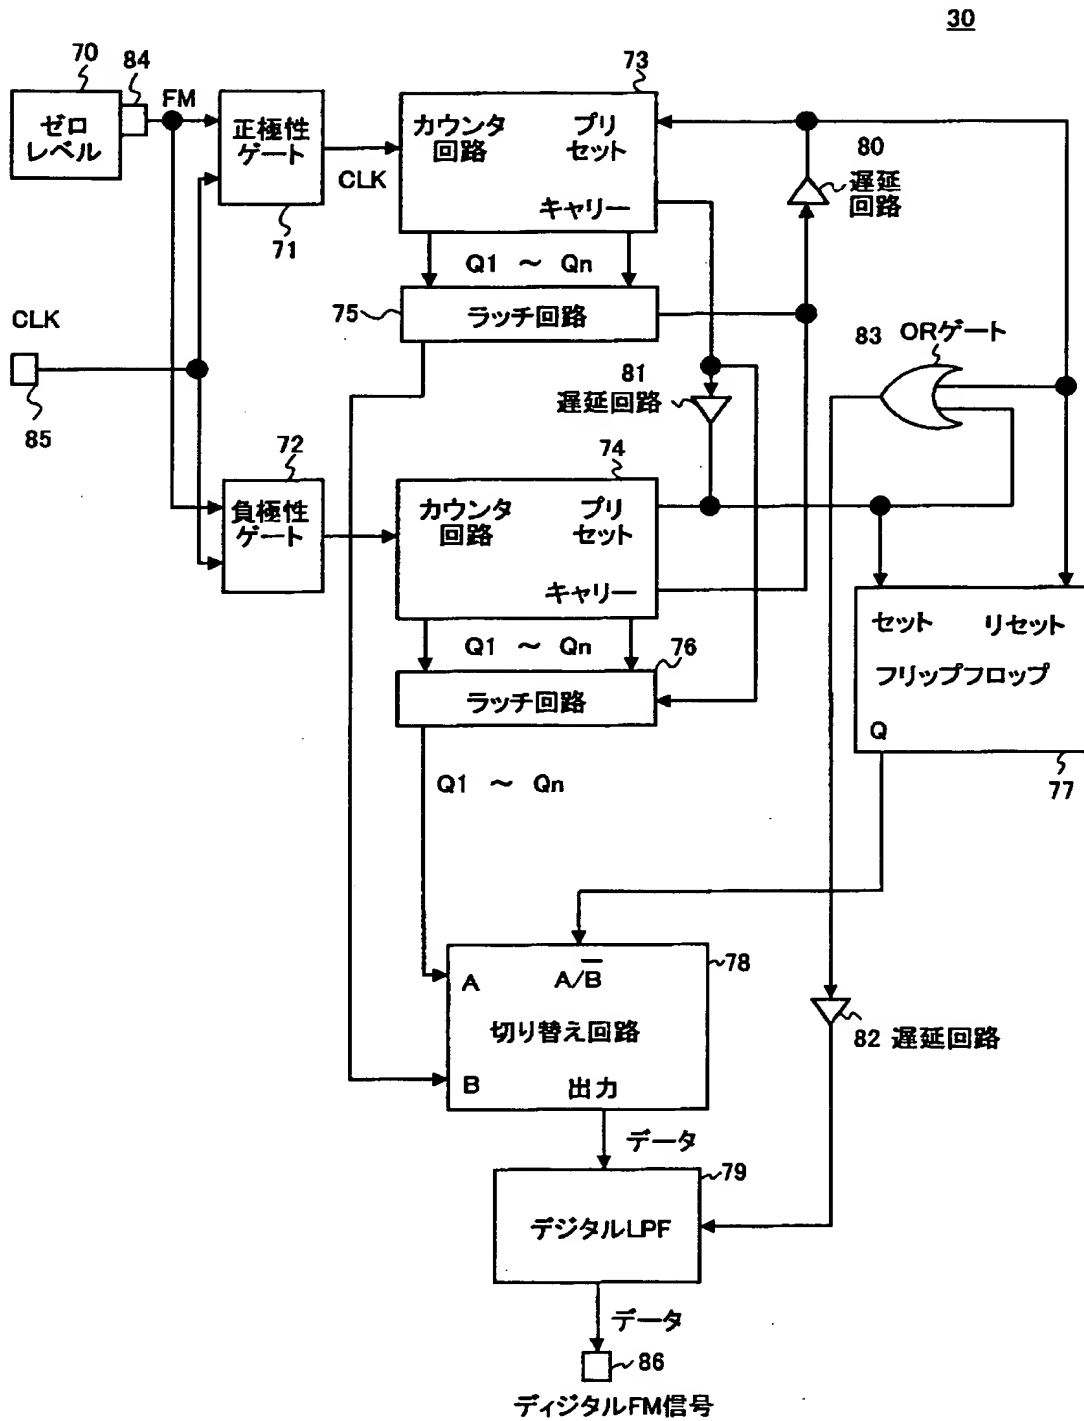 30
70
84
FM
ゼロ
レベル
正極性
ゲート
71
CLK
73
カウンタ
回路
プリ
セット
キャリー
80
遅延
回路
Q1 ～ Qn
75
ラッチ回路
CLK
85
81
遅延回路
83
ORゲート
72
負極性
ゲート
74
カウンタ
回路
プリ
セット
キャリー
Q1 ～ Qn
76
ラッチ回路
セット
リセット
フリップフロップ
Q
77
Q1 ～ Qn
A
A/B̅
78
切り替え回路
B
出力
82 遅延回路
データ
79
デジタルLPF
データ
86
ディジタルFM信号